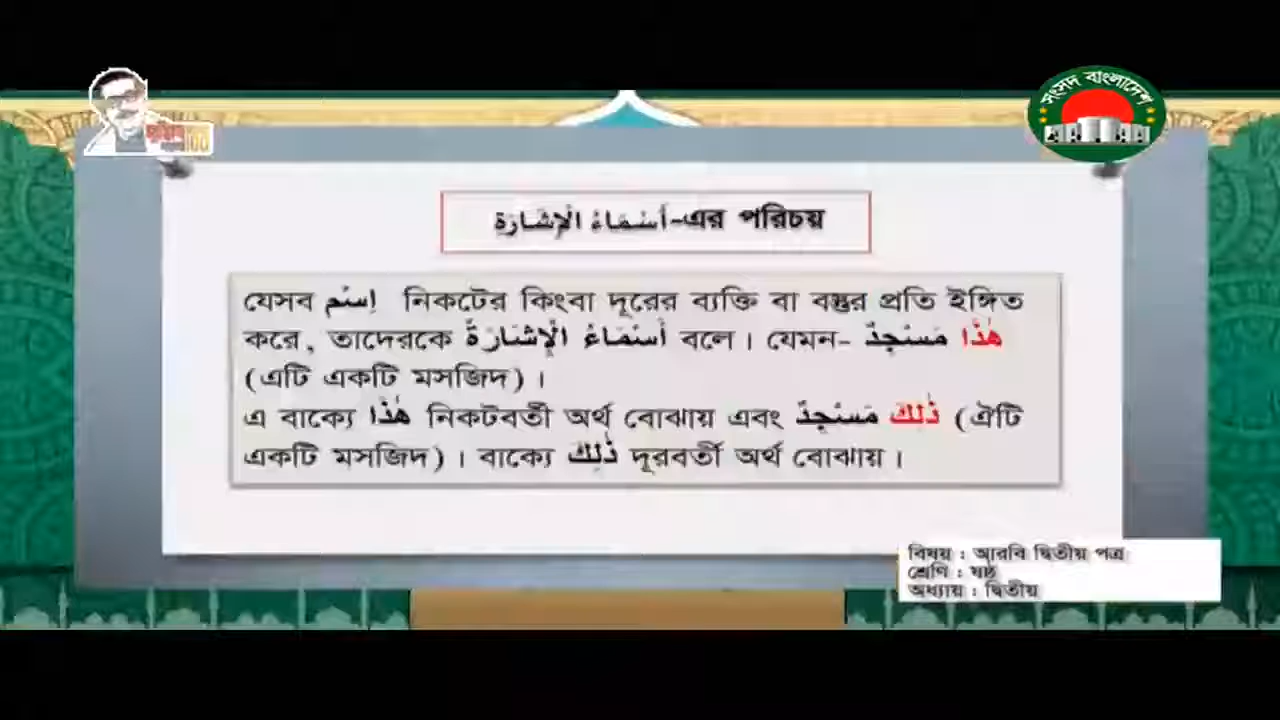 সংসদ বাংলাদেশ
أَسْمَاءُ الْإِشَارَةِ-এর পরিচয়
যেসব اِسْم নিকটের কিংবা দূরের ব্যক্তি বা বস্তুর প্রতি ইঙ্গিত
করে, তাদেরকে أَسْمَاءُ الْإِشَارَةِ বলে। যেমন- هٰذَا مَسْجِدٌ
(এটি একটি মসজিদ)।
এ বাক্যে هٰذَا নিকটবর্তী অর্থ বোঝায় এবং ذٰلِكَ مَسْجِدٌ (ঐটি
একটি মসজিদ)। বাক্যে ذٰلِكَ দূরবর্তী অর্থ বোঝায়।
বিষয় : আরবি দ্বিতীয় পত্র
শ্রেণি : ষষ্ঠ
অধ্যায় : দ্বিতীয়